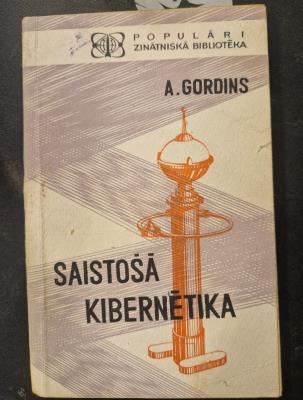 POPULĀRI
ZINĀTNISKĀ BIBLIOTĒKA
A. GORDINS
SAISTOŠĀ
KIBERNĒTIKA